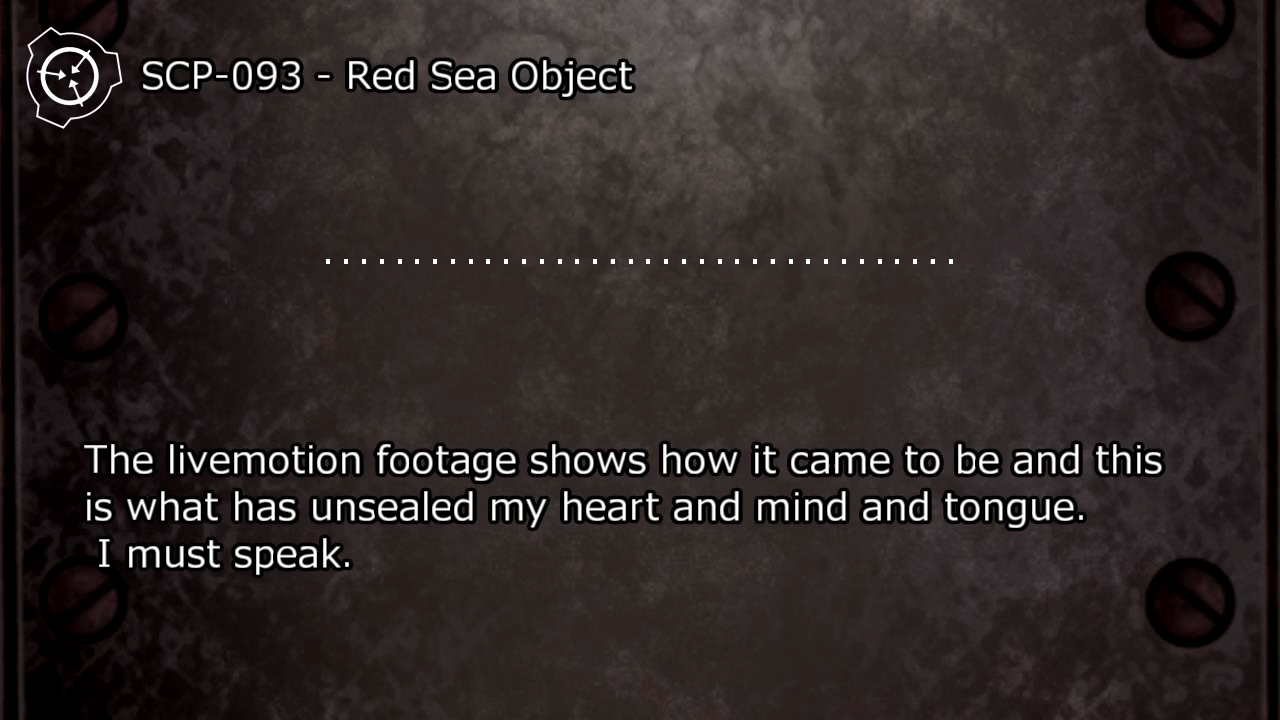 SCP-093 - Red Sea Object
.....................................
The livemotion footage shows how it came to be and this
is what has unsealed my heart and mind and tongue.
I must speak.